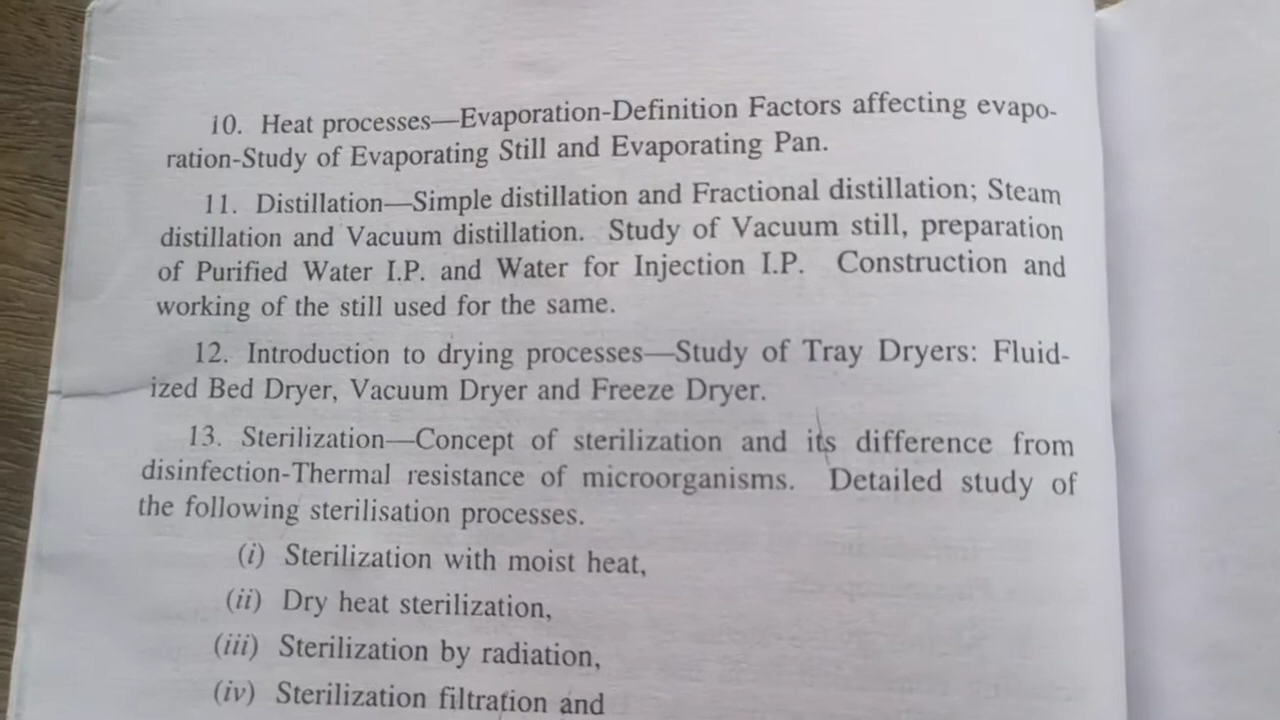 10. Heat processes—Evaporation-Definition Factors affecting evapo-
ration-Study of Evaporating Still and Evaporating Pan.
11. Distillation—Simple distillation and Fractional distillation; Steam
distillation and Vacuum distillation. Study of Vacuum still, preparation
of Purified Water I.P. and Water for Injection I.P. Construction and
working of the still used for the same.
12. Introduction to drying processes—Study of Tray Dryers: Fluid-
ized Bed Dryer, Vacuum Dryer and Freeze Dryer.
13. Sterilization—Concept of sterilization and its difference from
disinfection-Thermal resistance of microorganisms. Detailed study of
the following sterilisation processes.
(i) Sterilization with moist heat,
(ii) Dry heat sterilization,
(iii) Sterilization by radiation,
(iv) Sterilization filtration and